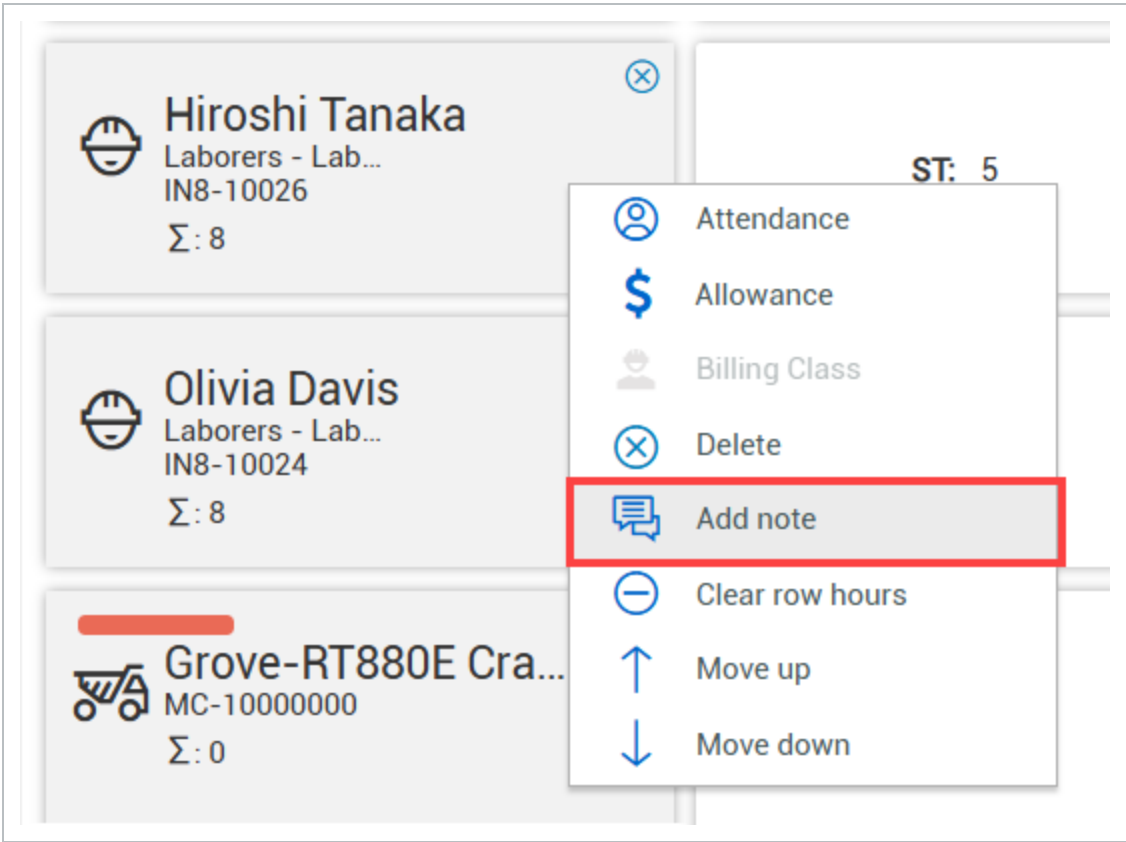 Hiroshi Tanaka
Laborers - Lab...
IN8-10026
Σ: 8
ST: 5
Olivia Davis
Laborers - Lab...
IN8-10024
Σ: 8
Grove-RT880E Cra...
MC-10000000
Σ: 0
Attendance
Allowance
Billing Class
Delete
Add note
Clear row hours
Move up
Move down